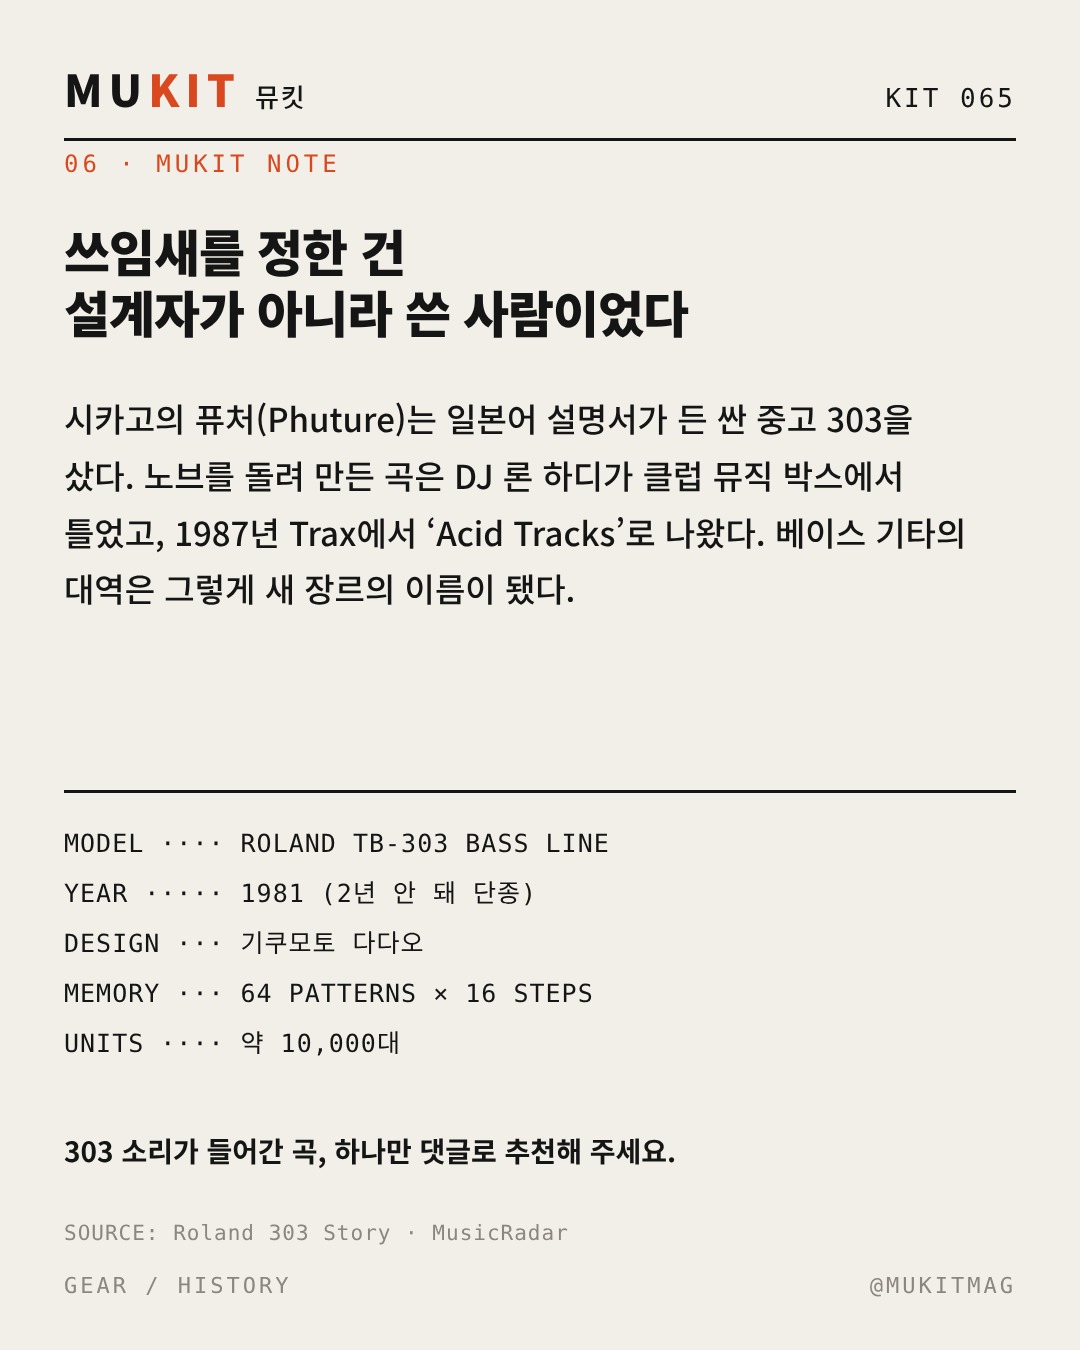 MUKIT 뮤킷
KIT 065
06 · MUKIT NOTE
쓰임새를 정한 건
설계자가 아니라 쓴 사람이었다
시카고의 퓨처(Phuture)는 일본어 설명서가 든 싼 중고 303을
샀다. 노브를 돌려 만든 곡은 DJ 론 하디가 클럽 뮤직 박스에서
틀었고, 1987년 Trax에서 ‘Acid Tracks’로 나왔다. 베이스 기타의
대역은 그렇게 새 장르의 이름이 됐다.
MODEL ···· ROLAND TB-303 BASS LINE
YEAR ····· 1981 (2년 안 돼 단종)
DESIGN ··· 기쿠모토 다다오
MEMORY ··· 64 PATTERNS × 16 STEPS
UNITS ···· 약 10,000대
303 소리가 들어간 곡, 하나만 댓글로 추천해 주세요.
SOURCE: Roland 303 Story · MusicRadar
GEAR / HISTORY
@MUKITMAG